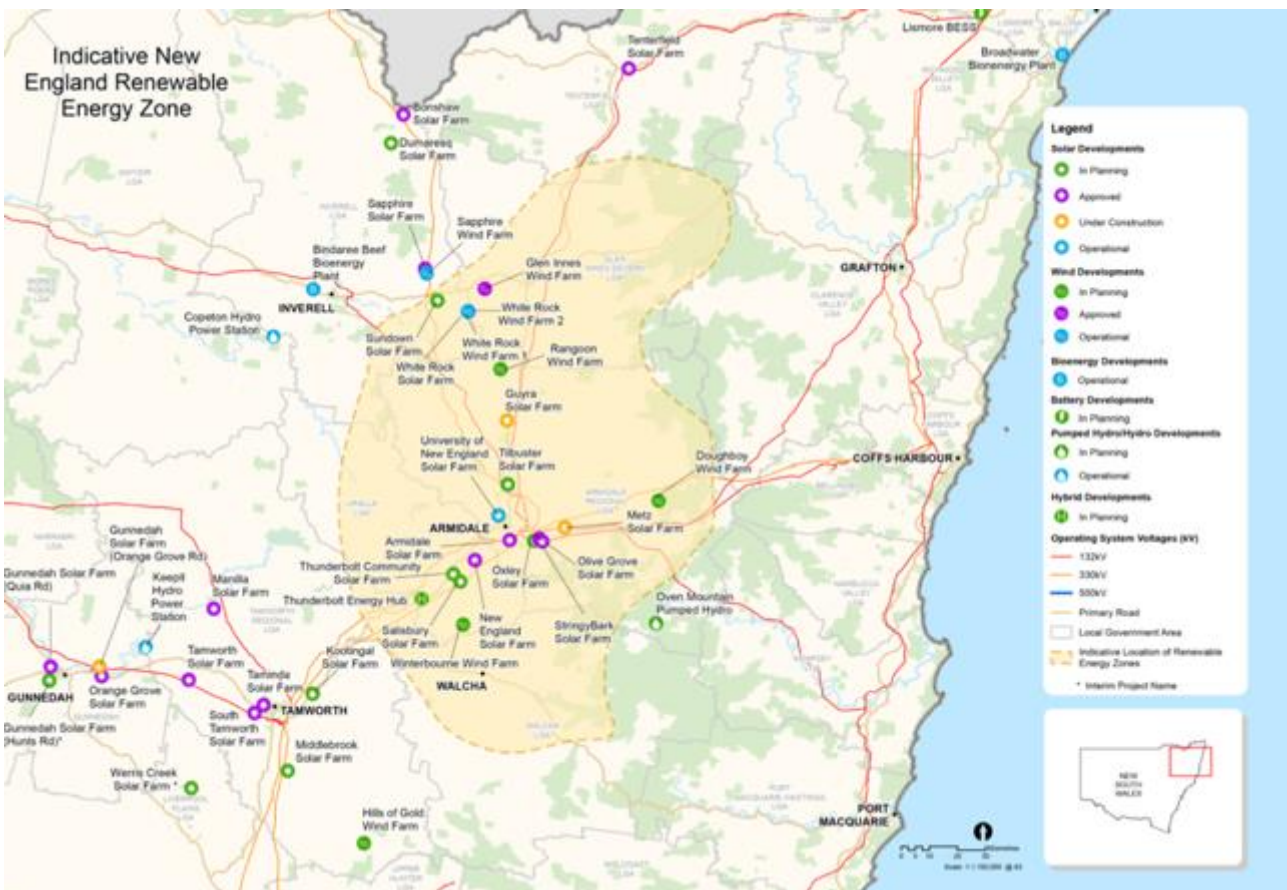 Indicative New
England Renewable
Energy Zone
Tenterfield
Solar Farm
Lismore BESS
Broadwater
Bionenergy Plant
Bonshaw
Solar Farm
Dumaresq
Solar Farm
Sapphire
Solar Farm
Sapphire
Wind Farm
Bindaree Beef
Bioenergy
Plant
Glen Innes
Wind Farm
GRAFTON
INVERELL
Copeton Hydro
Power Station
White Rock
Wind Farm 2
Sundown
Solar Farm
White Rock
Wind Farm 1
White Rock
Solar Farm
Rangoon
Wind Farm
Guyra
Solar Farm
University of
New England
Solar Farm
Tilbuster
Solar Farm
Doughboy
Wind Farm
COFFS HARBOUR
ARMIDALE
Metz
Solar Farm
Armidale
Solar Farm
Oxley
Solar Farm
Olive Grove
Solar Farm
Gunnedah
Solar Farm
(Orange Grove Rd)
Gunnedah Solar Farm
(Quia Rd)
Keepit
Hydro
Power
Station
Manilla
Solar Farm
Thunderbolt Community
Solar Farm
Thunderbolt Energy Hub
Salisbury
Solar Farm
New
England
Solar Farm
StringyBark
Solar Farm
Oven Mountain
Pumped Hydro
Winterbourne Wind Farm
WALCHA
Tamworth
Solar Farm
Taminda
Solar Farm
Kootingal
Solar Farm
GUNNEDAH
Orange Grove
Solar Farm
TAMWORTH
South
Tamworth
Solar Farm
Gunnedah Solar Farm
(Hunts Rd)*
Middlebrook
Solar Farm
Werris Creek
Solar Farm *
Hills of Gold
Wind Farm
PORT
MACQUARIE
Legend
Solar Developments
In Planning
Approved
Under Construction
Operational
Wind Developments
In Planning
Approved
Operational
Bioenergy Developments
Operational
Battery Developments
In Planning
Pumped Hydro/Hydro Developments
In Planning
Operational
Hybrid Developments
In Planning
Operating System Voltages (kV)
132kV
330kV
500kV
Primary Road
Local Government Area
Indicative Location of Renewable
Energy Zones
* Interim Project Name
NEW
SOUTH
WALES